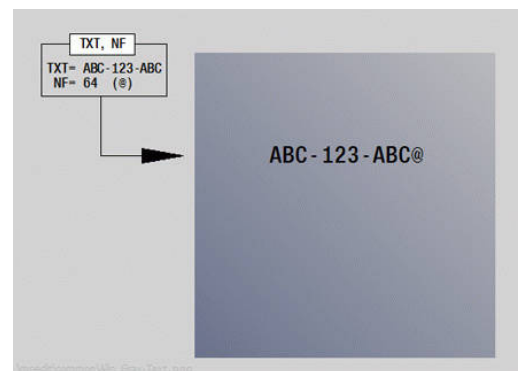 TXT, NF
TXT= ABC-123-ABC
NF= 64 (@)
ABC-123-ABC@